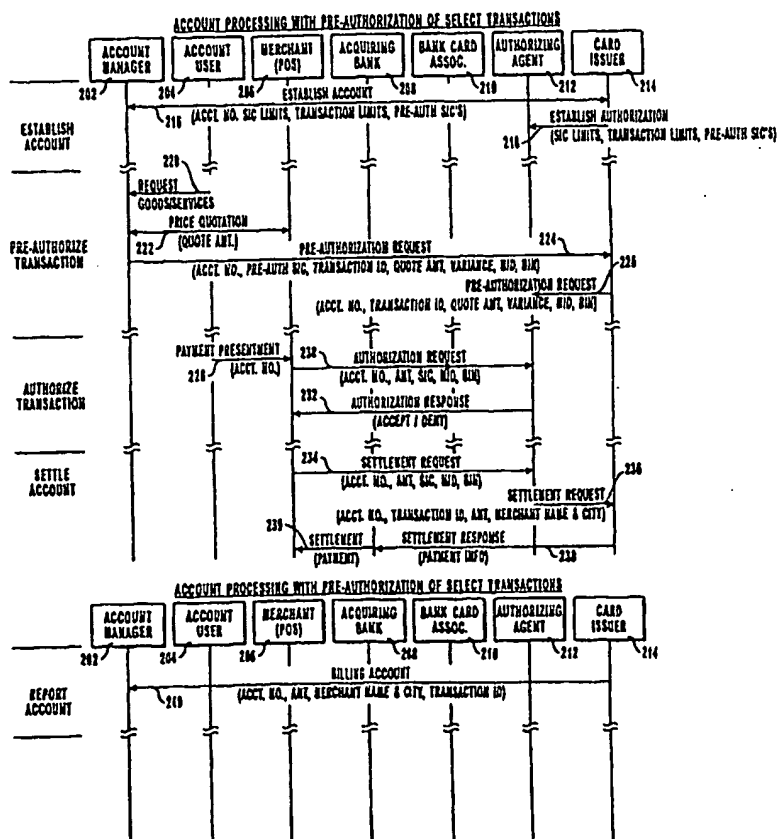 ACCOUNT PROCESSING WITH PRE-AUTHORIZATION OF SELECT TRANSACTIONS
ACCOUNT MANAGER
ACCOUNT USER
MERCHANT (POS)
ACQUIRING BANK
BANK CARD ASSOC.
AUTHORIZING AGENT
CARD ISSUER
202
204
206
208
210
212
214
ESTABLISH ACCOUNT
ESTABLISH ACCOUNT
216
(ACCT. NO. SIC LIMITS, TRANSACTION LIMITS, PRE-AUTH SIC'S)
ESTABLISH AUTHORIZATION
218
(SIC LIMITS, TRANSACTION LIMITS, PRE-AUTH SIC'S)
PRE-AUTHORIZE TRANSACTION
220
REQUEST
GOODS/SERVICES
PRICE QUOTATION
222
(QUOTE AMT.)
PRE-AUTHORIZATION REQUEST
224
(ACCT. NO., PRE-AUTH SIC, TRANSACTION ID, QUOTE AMT, VARIANCE, MID, BIN)
226
PRE-AUTHORIZATION REQUEST
(ACCT. NO., TRANSACTION ID, QUOTE AMT, VARIANCE, MID, BIN)
AUTHORIZE TRANSACTION
PAYMENT PRESENTMENT
228
(ACCT. NO.)
230
AUTHORIZATION REQUEST
(ACCT. NO., AMT, SIC, MID, BIN)
232
AUTHORIZATION RESPONSE
(ACCEPT / DENY)
SETTLE ACCOUNT
234
SETTLEMENT REQUEST
(ACCT. NO., AMT, SIC, MID, BIN)
SETTLEMENT REQUEST
236
(ACCT. NO., TRANSACTION ID, AMT, MERCHANT NAME & CITY)
239
SETTLEMENT
(PAYMENT)
SETTLEMENT RESPONSE
(PAYMENT INFO)
238
ACCOUNT PROCESSING WITH PRE-AUTHORIZATION OF SELECT TRANSACTIONS
ACCOUNT MANAGER
ACCOUNT USER
MERCHANT (POS)
ACQUIRING BANK
BANK CARD ASSOC.
AUTHORIZING AGENT
CARD ISSUER
202
204
206
208
210
212
214
REPORT ACCOUNT
BILLING ACCOUNT
240
(ACCT. NO., AMT, MERCHANT NAME & CITY, TRANSACTION ID)